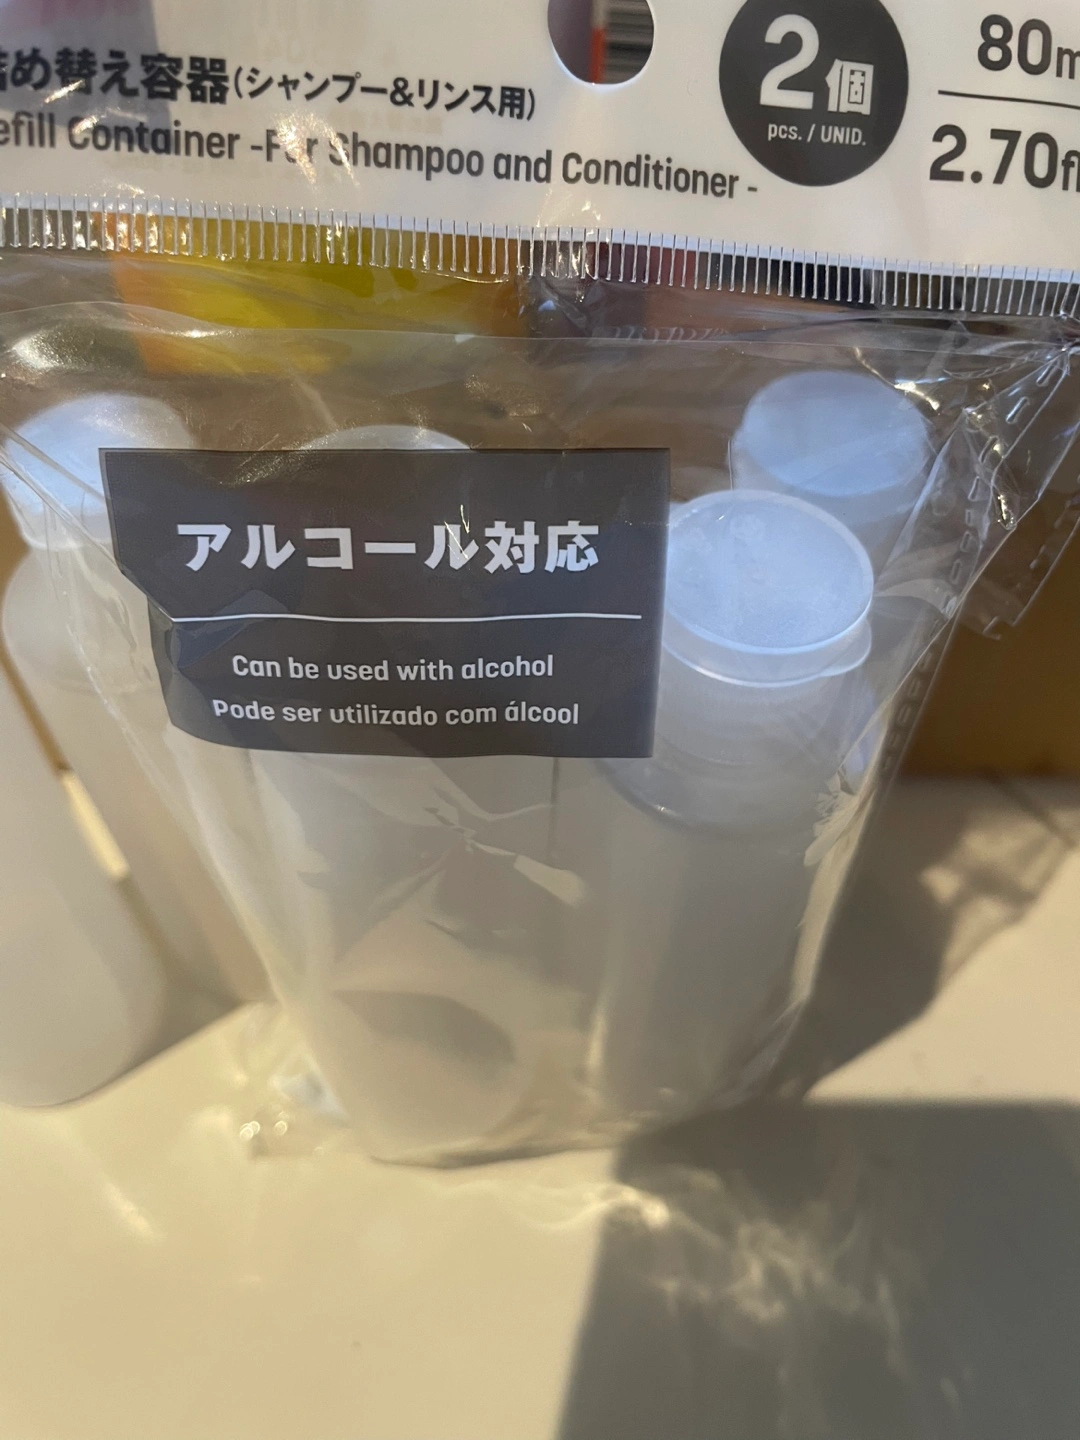 詰め替え容器(シャンプー&リンス用)
efill Container -For Shampoo and Conditioner -
2個
pcs. / UNID.
80m
2.70fl
アルコール対応
Can be used with alcohol
Pode ser utilizado com álcool